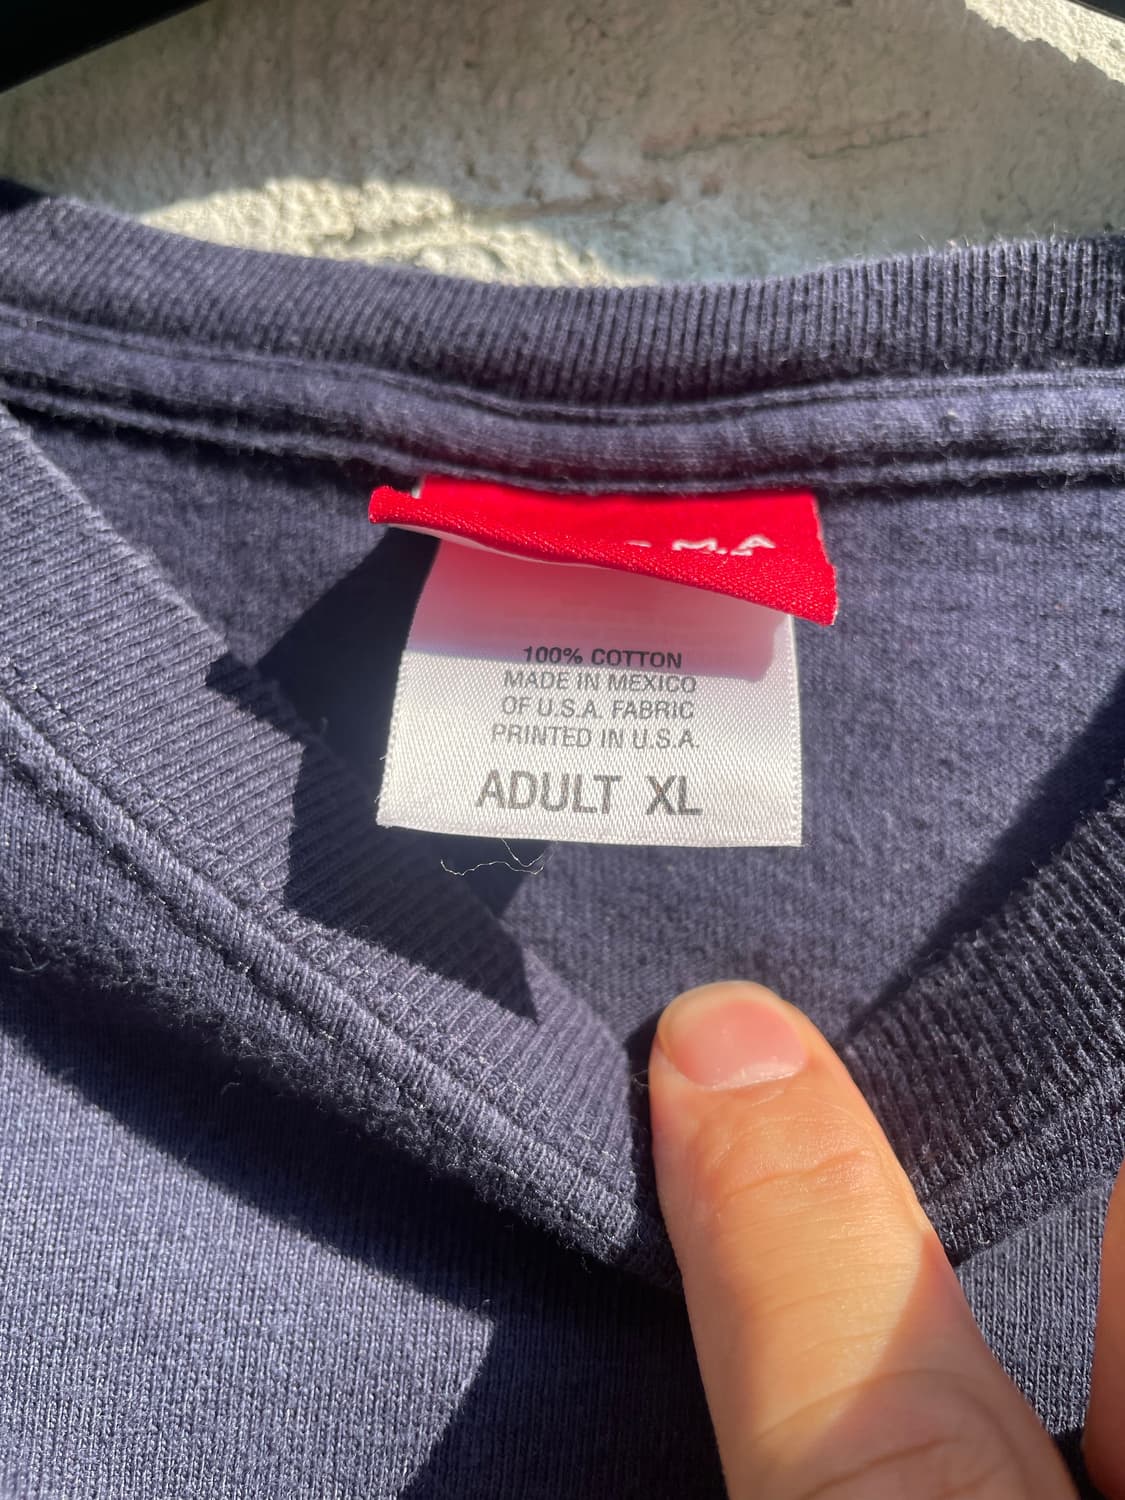 100% COTTON
MADE IN MEXICO
OF U.S.A. FABRIC
PRINTED IN U.S.A.
ADULT XL